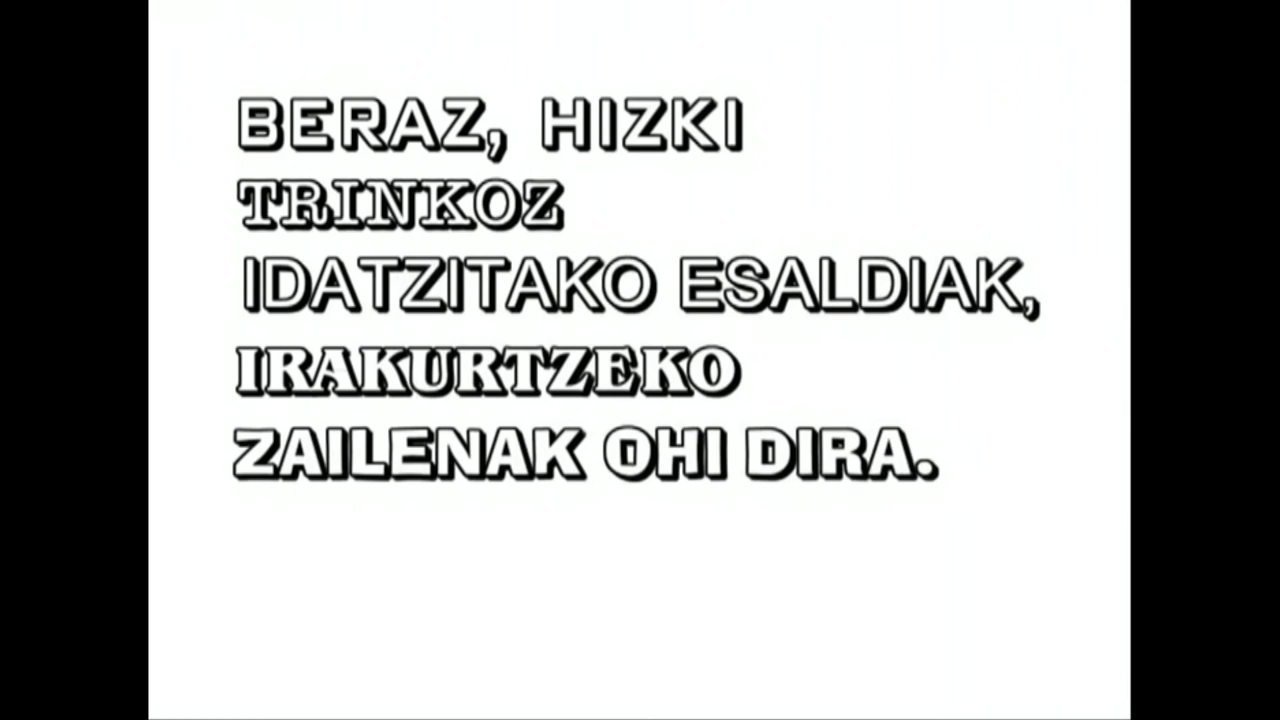 BERAZ, HIZKI
TRINKOZ
IDATZITAKO ESALDIAK,
IRAKURTZEKO
ZAILENAK OHI DIRA.